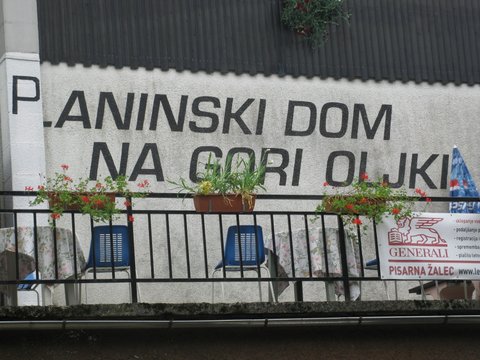 PLANINSKI DOM
NA GORI OLJKI
GENERALI
PISARNA ŽALEC